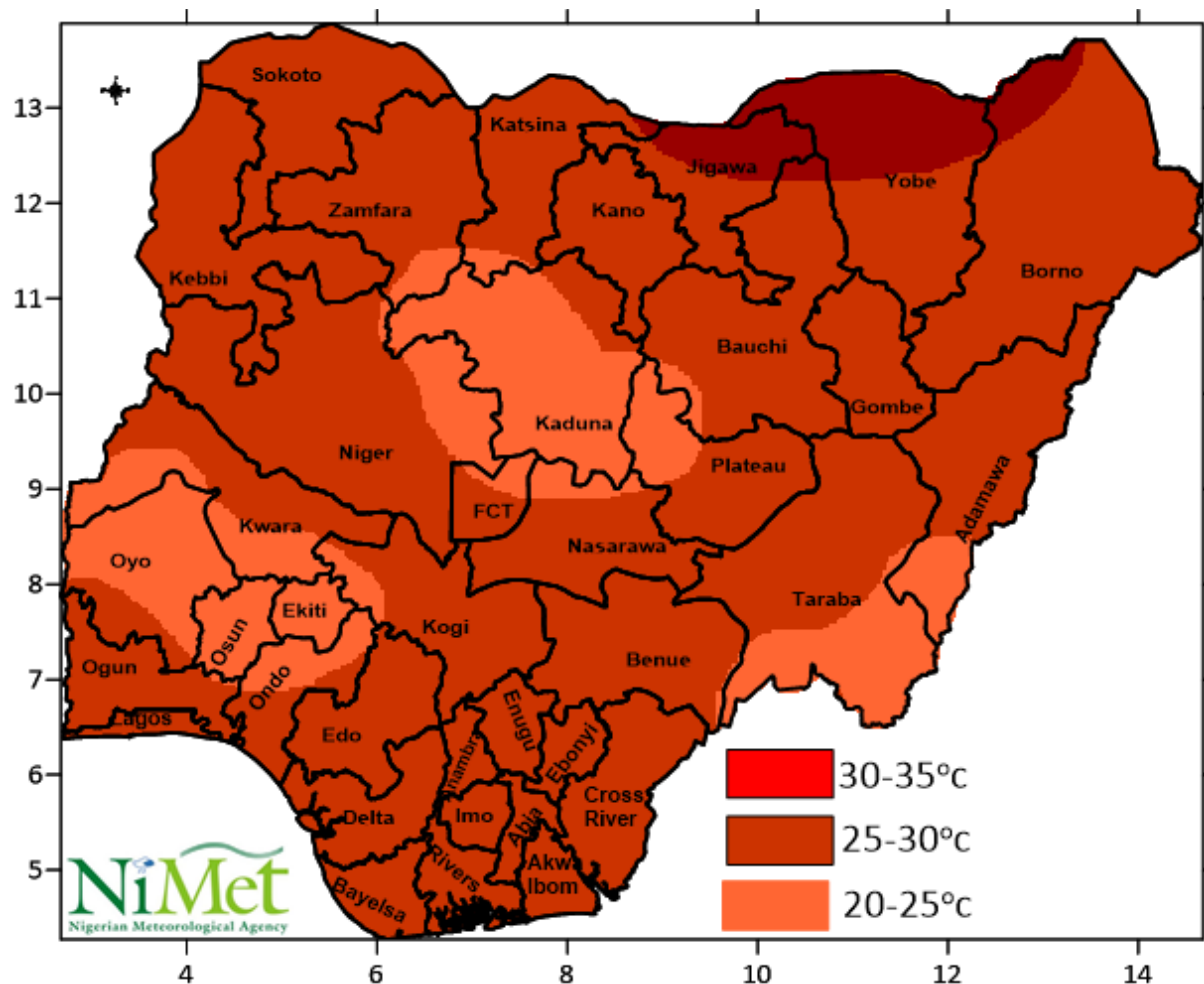 Sokoto
13
Katsina
Jigawa
Yobe
12
Zamfara
Kano
Kebbi
Borno
11
Bauchi
10
Gombe
Kaduna
Niger
Plateau
9
FCT
Adamawa
Kwara
Nasarawa
Oyo
8
Ekiti
Taraba
Kogi
Osun
Benue
Ogun
7
Ondo
Enugu
Lagos
Edo
Ebonyi
nambra
6
30-35°c
Cross
River
Delta
Imo
Abia
25-30°c
5
Rivers
Akwa
Ibom
Bayelsa
20-25°c
NiMet
Nigerian Meteorological Agency
4
6
8
10
12
14